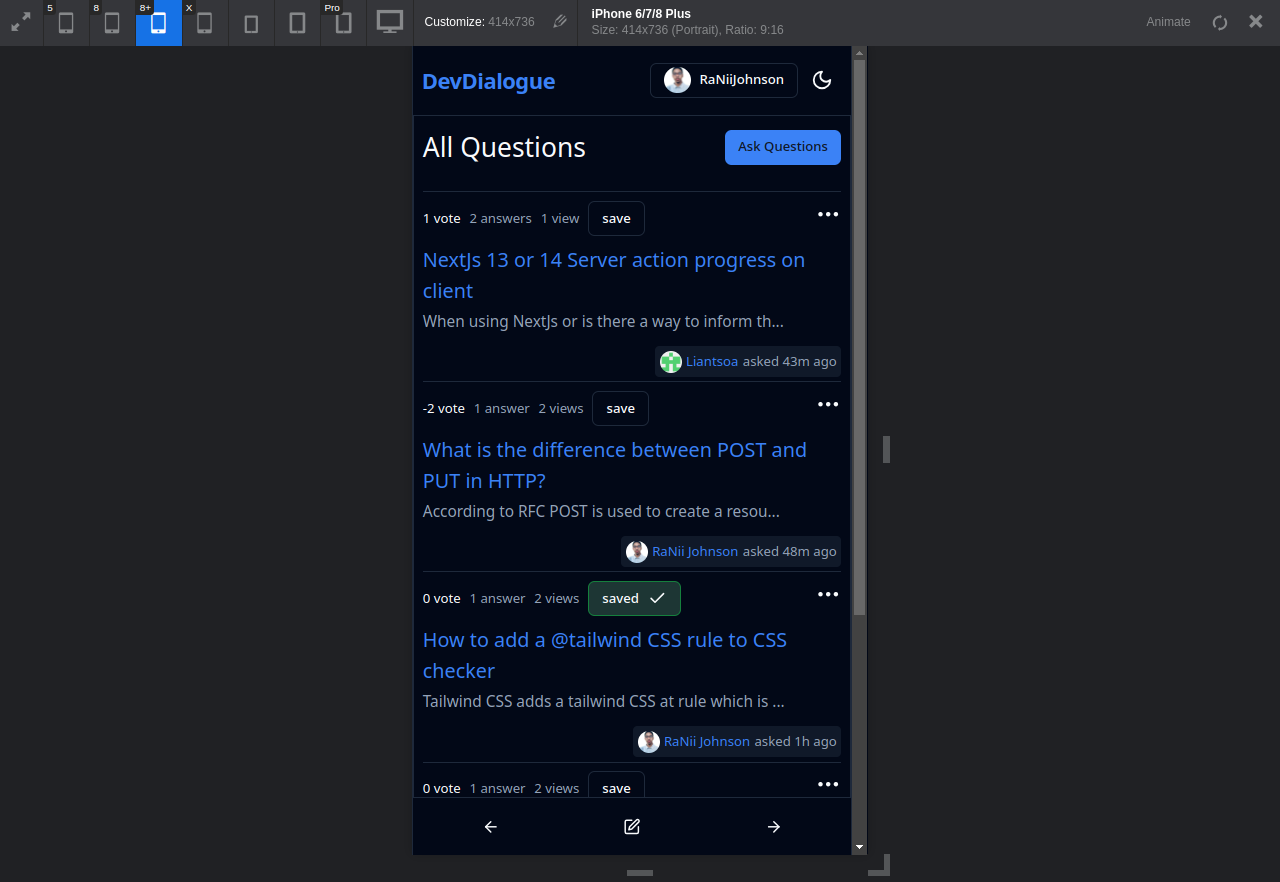 5
8
8+
X
Pro
Customize: 414x736
iPhone 6/7/8 Plus
Size: 414x736 (Portrait), Ratio: 9:16
Animate
DevDialogue
RaNiiJohnson
All Questions
Ask Questions
1 vote 2 answers 1 view save
NextJs 13 or 14 Server action progress on
client
When using NextJs or is there a way to inform th...
Liantsoa asked 43m ago
-2 vote 1 answer 2 views save
What is the difference between POST and
PUT in HTTP?
According to RFC POST is used to create a resou...
RaNii Johnson asked 48m ago
0 vote 1 answer 2 views saved
How to add a @tailwind CSS rule to CSS
checker
Tailwind CSS adds a tailwind CSS at rule which is ...
RaNii Johnson asked 1h ago
0 vote 1 answer 2 views save